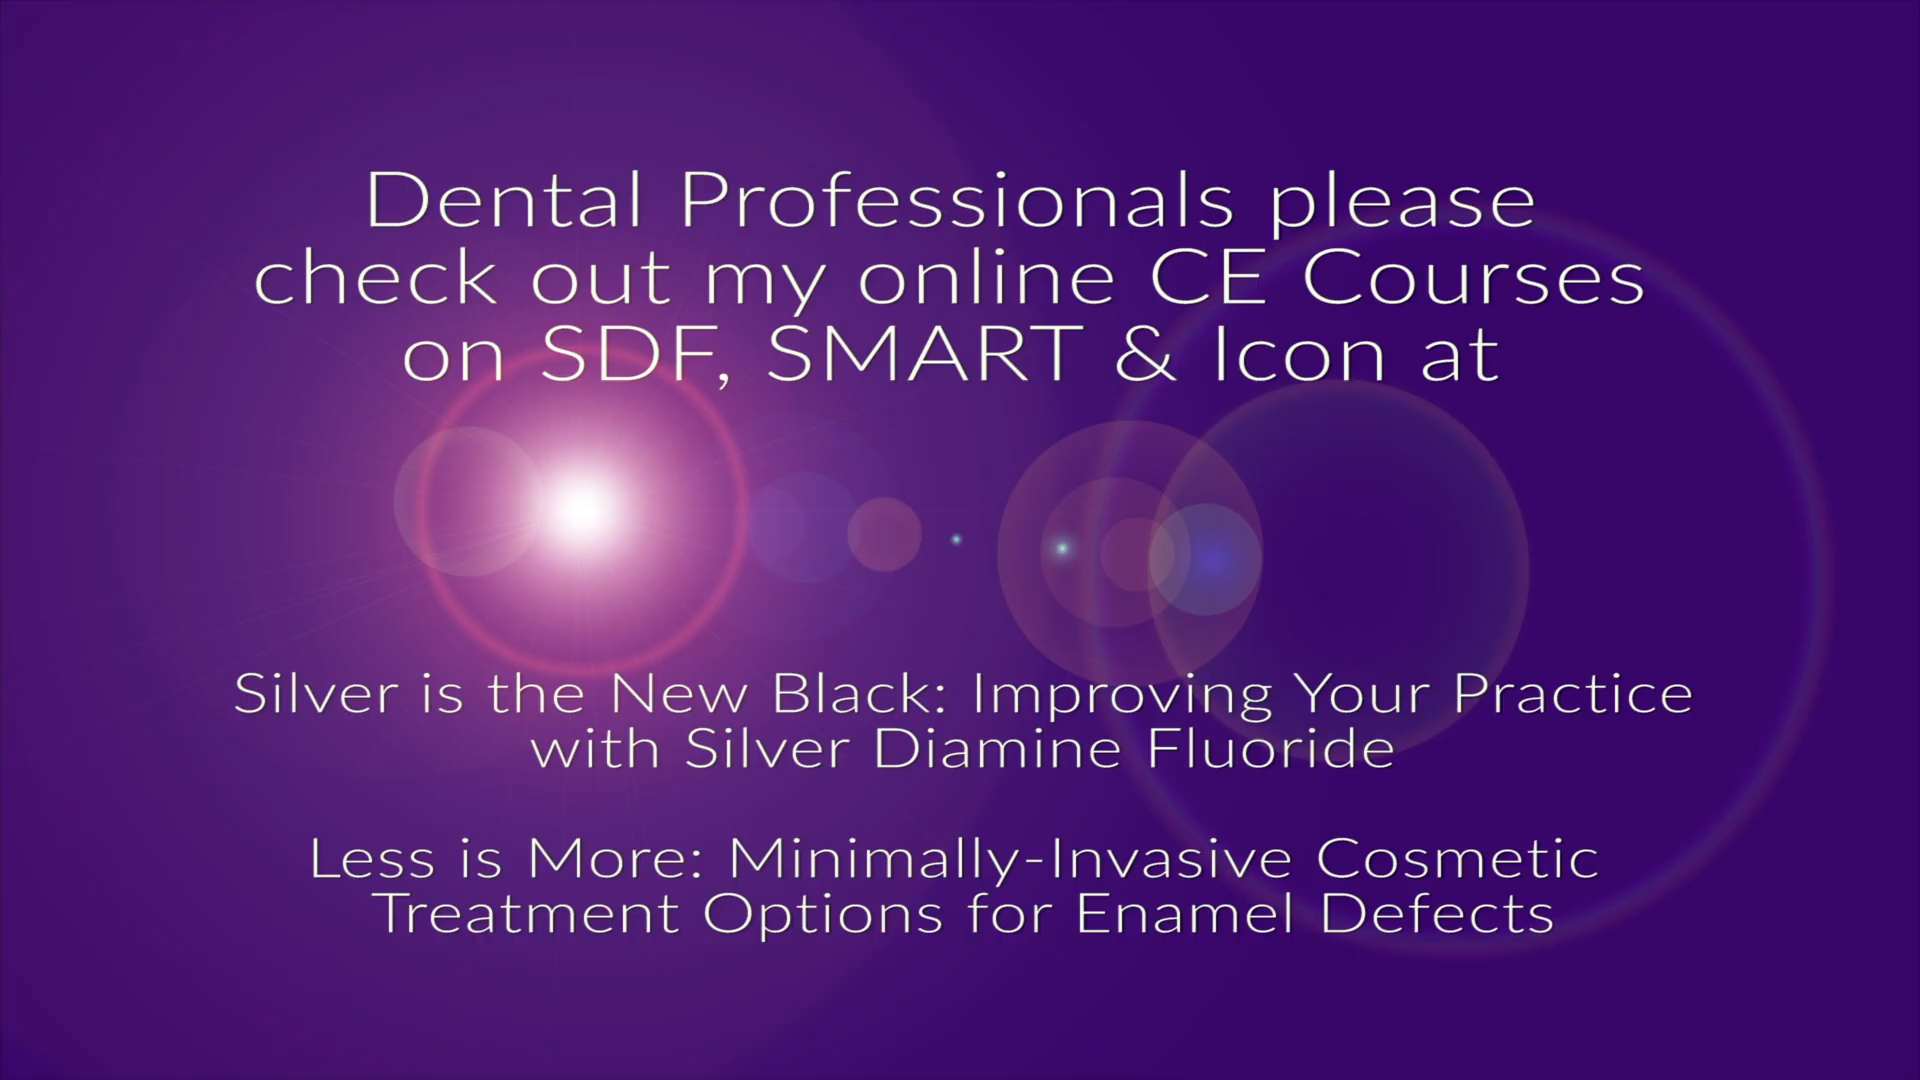 Dental Professionals please
check out my online CE Courses
on SDF, SMART & Icon at
Silver is the New Black: Improving Your Practice
with Silver Diamine Fluoride
Less is More: Minimally-Invasive Cosmetic
Treatment Options for Enamel Defects